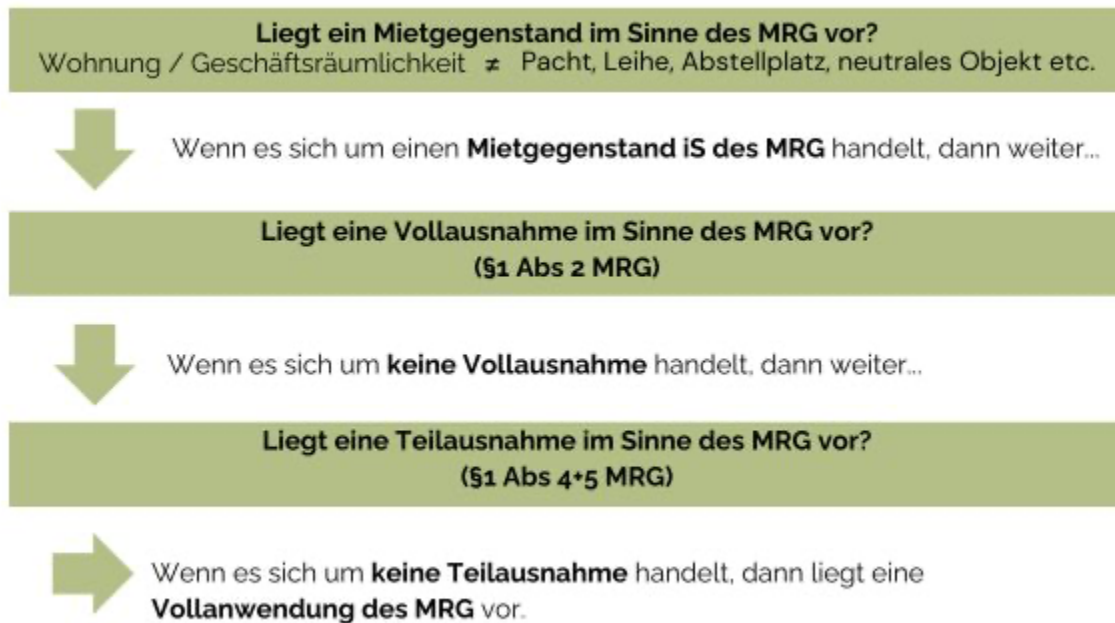 Liegt ein Mietgegenstand im Sinne des MRG vor?
Wohnung / Geschäftsräumlichkeit ≠ Pacht, Leihe, Abstellplatz, neutrales Objekt etc.
Wenn es sich um einen Mietgegenstand iS des MRG handelt, dann weiter...
Liegt eine Vollausnahme im Sinne des MRG vor?
(§1 Abs 2 MRG)
Wenn es sich um keine Vollausnahme handelt, dann weiter...
Liegt eine Teilausnahme im Sinne des MRG vor?
(§1 Abs 4+5 MRG)
Wenn es sich um keine Teilausnahme handelt, dann liegt eine
Vollanwendung des MRG vor.